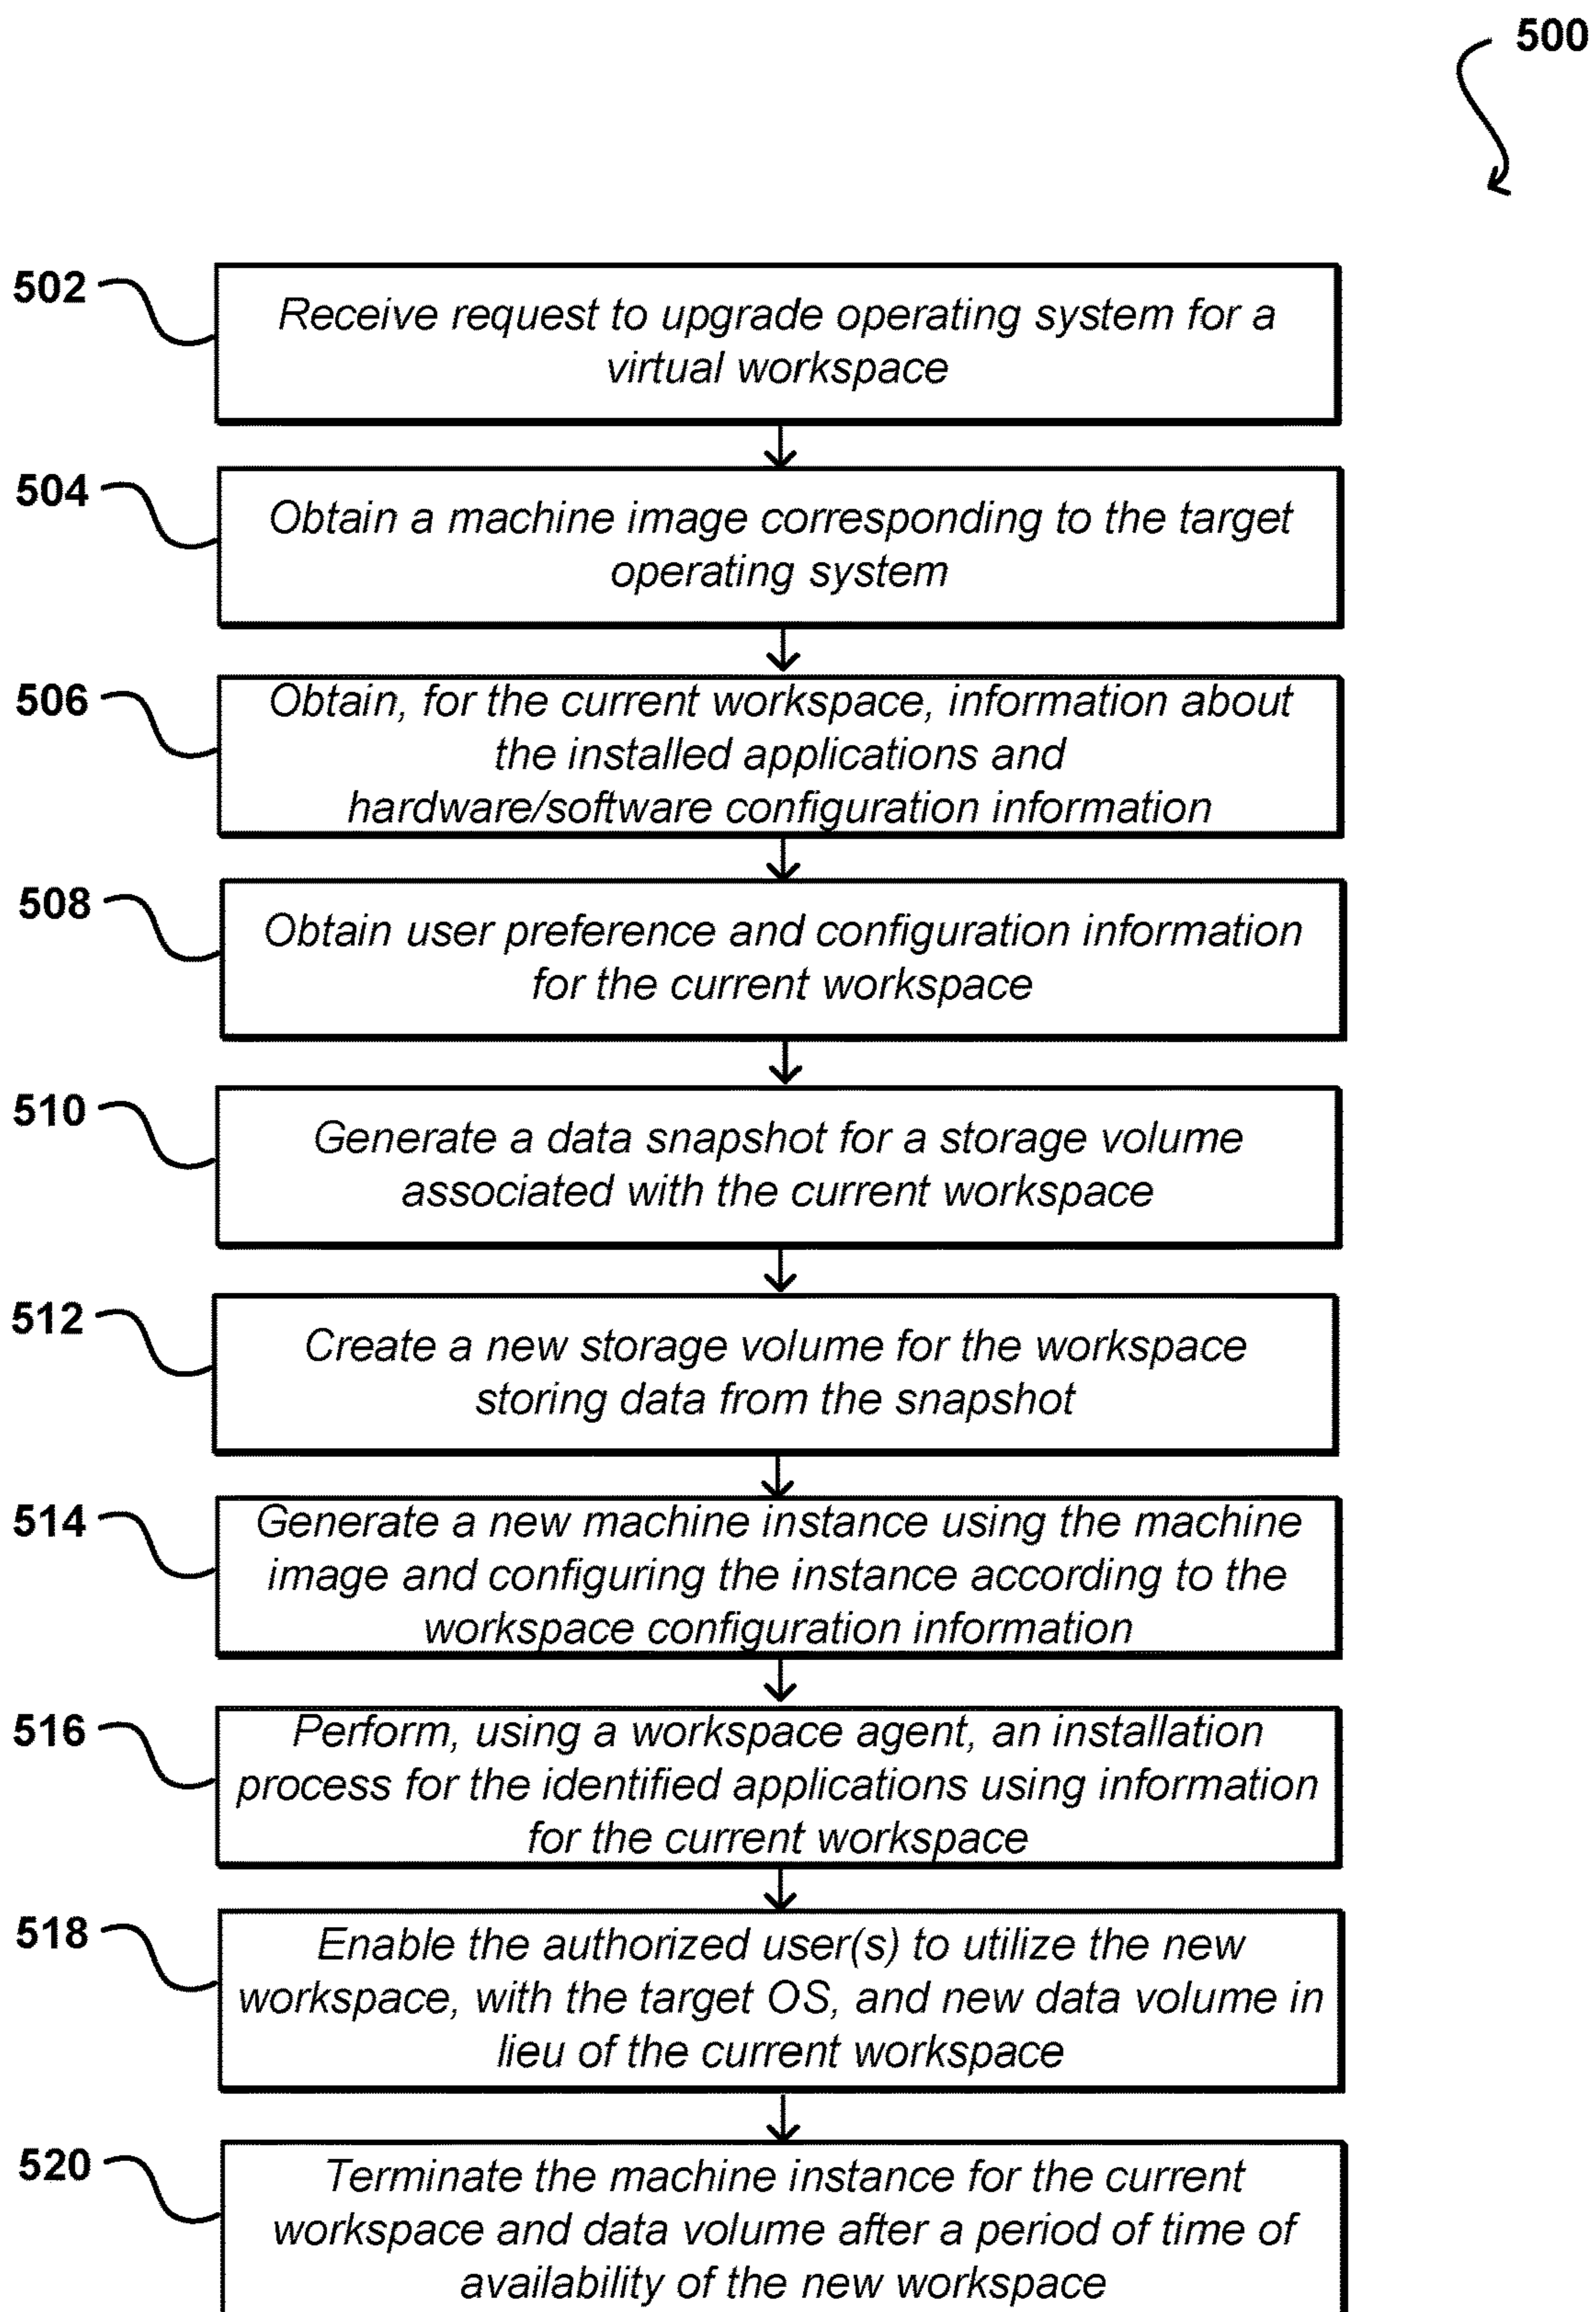 500
502
Receive request to upgrade operating system for a
virtual workspace
504
Obtain a machine image corresponding to the target
operating system
506
Obtain, for the current workspace, information about
the installed applications and
hardware/software configuration information
508
Obtain user preference and configuration information
for the current workspace
510
Generate a data snapshot for a storage volume
associated with the current workspace
512
Create a new storage volume for the workspace
storing data from the snapshot
514
Generate a new machine instance using the machine
image and configuring the instance according to the
workspace configuration information
516
Perform, using a workspace agent, an installation
process for the identified applications using information
for the current workspace
518
Enable the authorized user(s) to utilize the new
workspace, with the target OS, and new data volume in
lieu of the current workspace
520
Terminate the machine instance for the current
workspace and data volume after a period of time of
availability of the new workspace